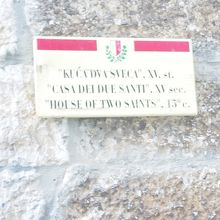 "KUĆA DVA SVECA", XV. st.
"CASA DEI DUE SANTI", XV sec.
"HOUSE OF TWO SAINTS", 15th c.